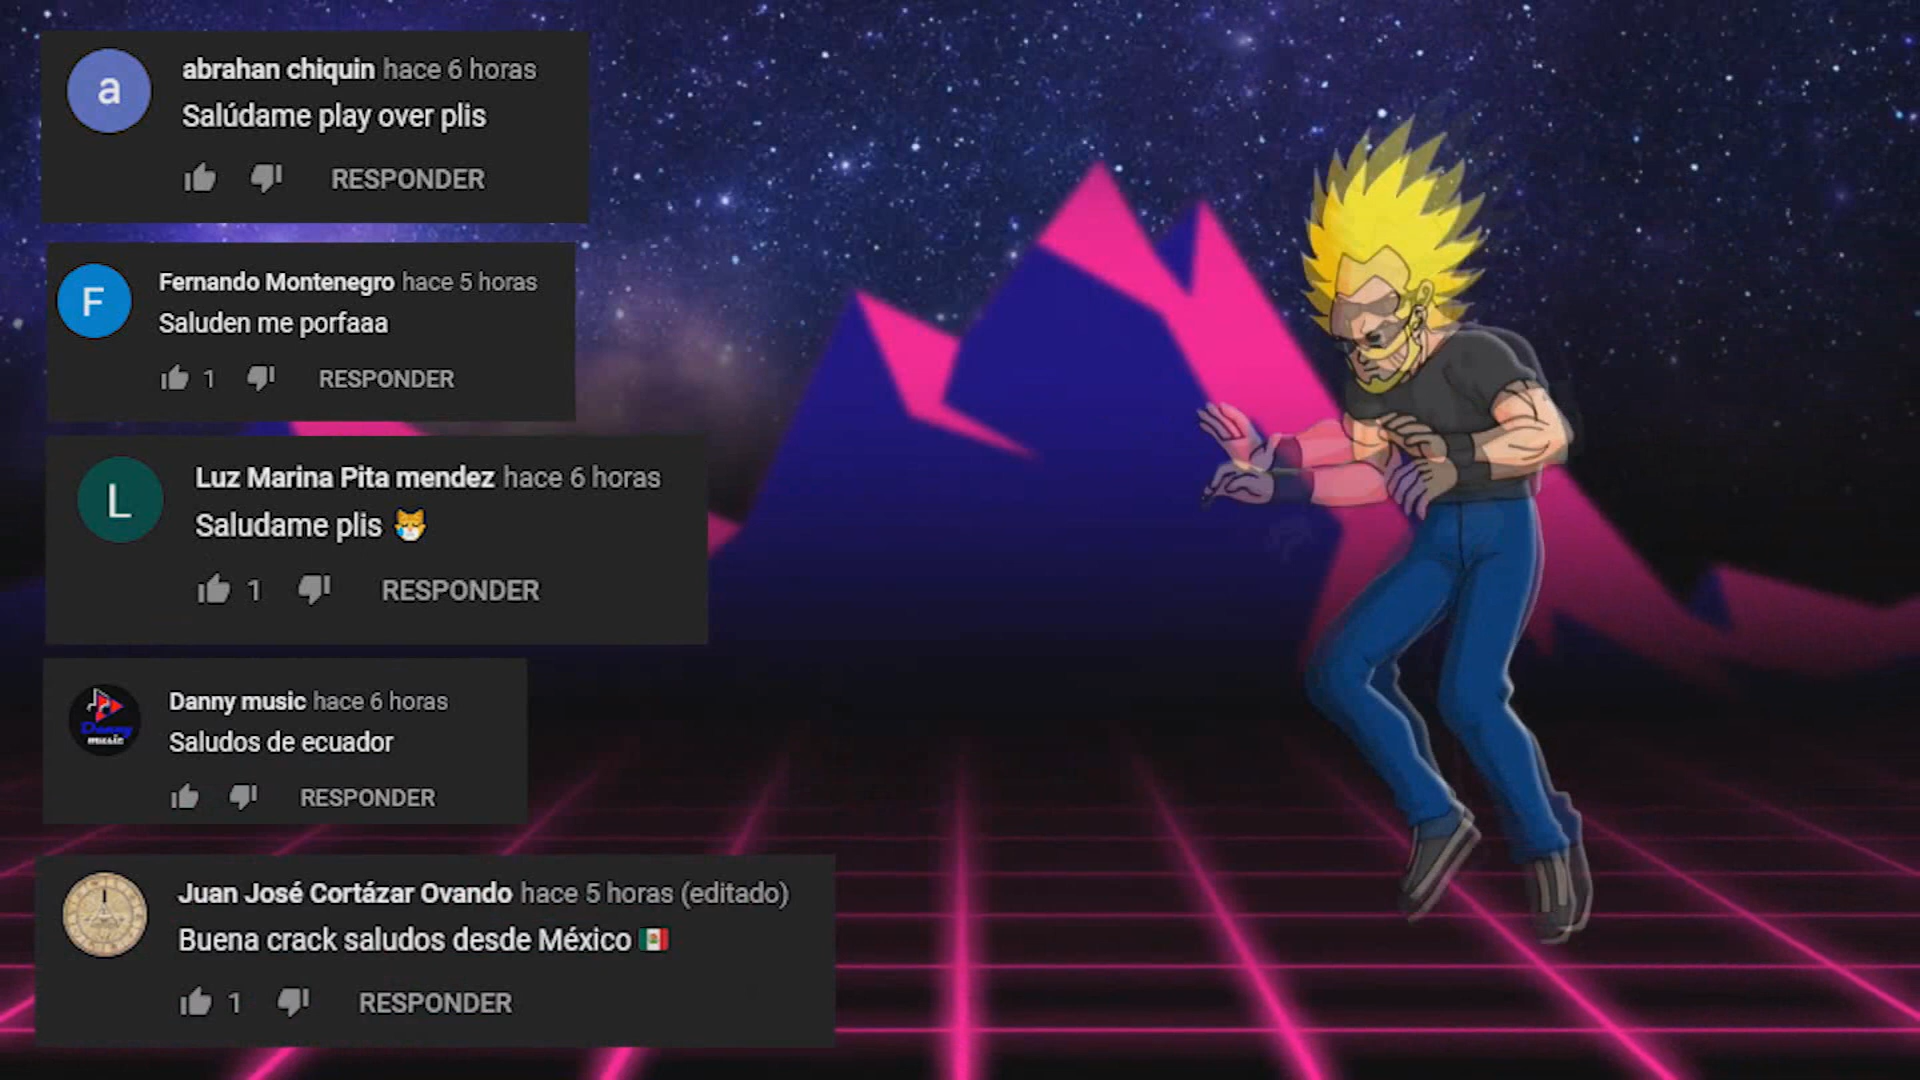 a
abrahan chiquin hace 6 horas
Salúdame play over plis
RESPONDER
F
Fernando Montenegro hace 5 horas
Saluden me porfaaa
1 RESPONDER
L
Luz Marina Pita mendez hace 6 horas
Saludame plis 😹
1 RESPONDER
Danny
music
Danny music hace 6 horas
Saludos de ecuador
RESPONDER
Juan José Cortázar Ovando hace 5 horas (editado)
Buena crack saludos desde México 🇲🇽
1 RESPONDER